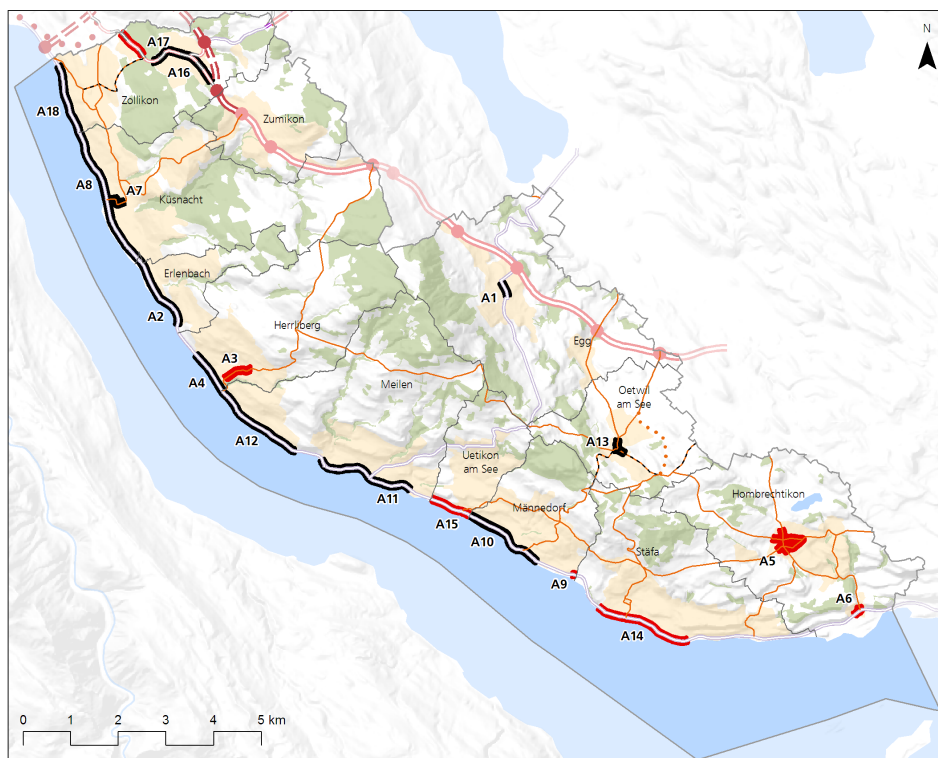 N
A17
A16
Zollikon
A18
Zumikon
A8
A7
Küsnacht
Erlenbach
A1
A2
Herrliberg
Egg
A3
A4
Meilen
Oetwil
am See
A12
A13
Uetikon
am See
A11
Hombrechtikon
A15
Männedorf
A10
Stäfa
A5
A9
A6
A14
0 1 2 3 4 5 km